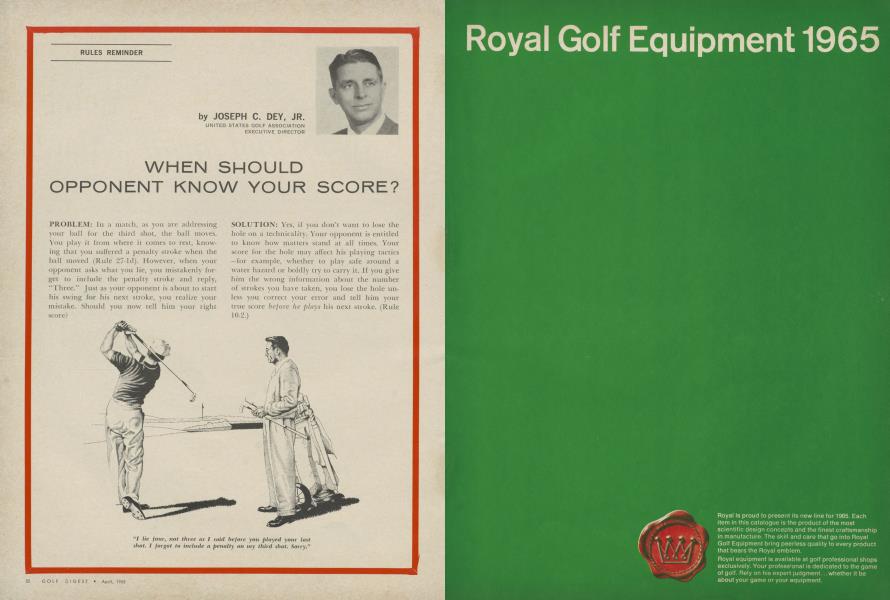 RULES REMINDER
by JOSEPH C. DEY, JR.
UNITED STATES GOLF ASSOCIATION
EXECUTIVE DIRECTOR
WHEN SHOULD
OPPONENT KNOW YOUR SCORE?
PROBLEM: In a match, as you are addressing
your ball for the third shot, the ball moves.
You play it from where it comes to rest, know-
ing that you suffered a penalty stroke when the
ball moved (Rule 27-1d). However, when your
opponent asks what you lie, you mistakenly for-
get to include the penalty stroke and reply,
"Three." Just as your opponent is about to start
his swing for his next stroke, you realize your
mistake. Should you now tell him your right
score?
SOLUTION: Yes, if you don't want to lose the
hole on a technicality. Your opponent is entitled
to know how matters stand at all times. Your
score for the hole may affect his playing tactics
—for example, whether to play safe around a
water hazard or boldly try to carry it. If you give
him the wrong information about the number
of strokes you have taken, you lose the hole un-
less you correct your error and tell him your
true score before he plays his next stroke. (Rule
10-2.)
"I lie four, not three as I said before you played your last
shot. I forgot to include a penalty on my third shot. Sorry."
GOLF DIGEST • April, 1965
Royal Golf Equipment 1965
Royal is proud to present its new line for 1965. Each
item in this catalogue is the product of the most
scientific design concepts and the finest craftsmanship
in manufacture. The skill and care that go into Royal
Golf Equipment bring peerless quality to every product
that bears the Royal emblem.
Royal equipment is available at golf professional shops
exclusively. Your professional is dedicated to the game
of golf. Rely on his expert judgment...whether it be
about your game or your equipment.